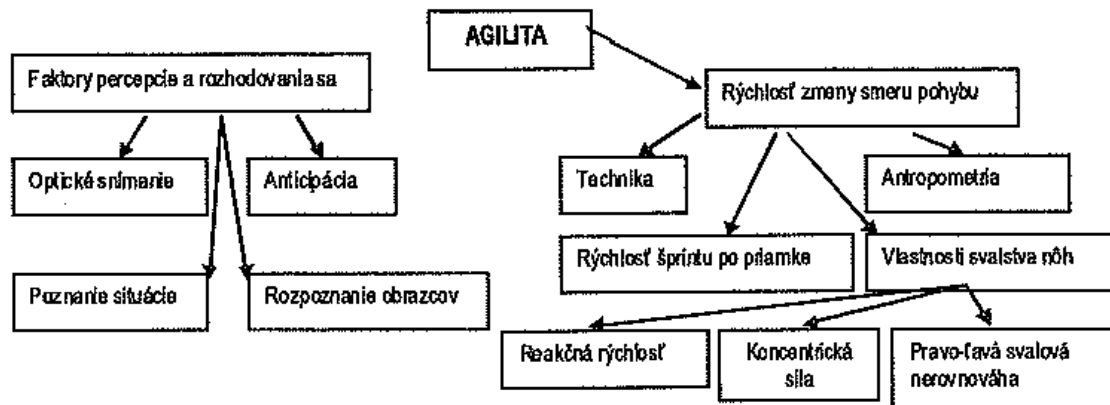 AGILITA
Faktory percepcie a rozhodovania sa
Rýchlosť zmeny smeru pohybu
Optické snímanie
Anticipácia
Technika
Antropometria
Rýchlosť šprintu po priamke
Vlastnosti svalstva nôh
Poznanie situácie
Rozpoznanie obrazcov
Reakčná rýchlosť
Koncentrická
sila
Pravo-ľavá svalová
nerovnováha